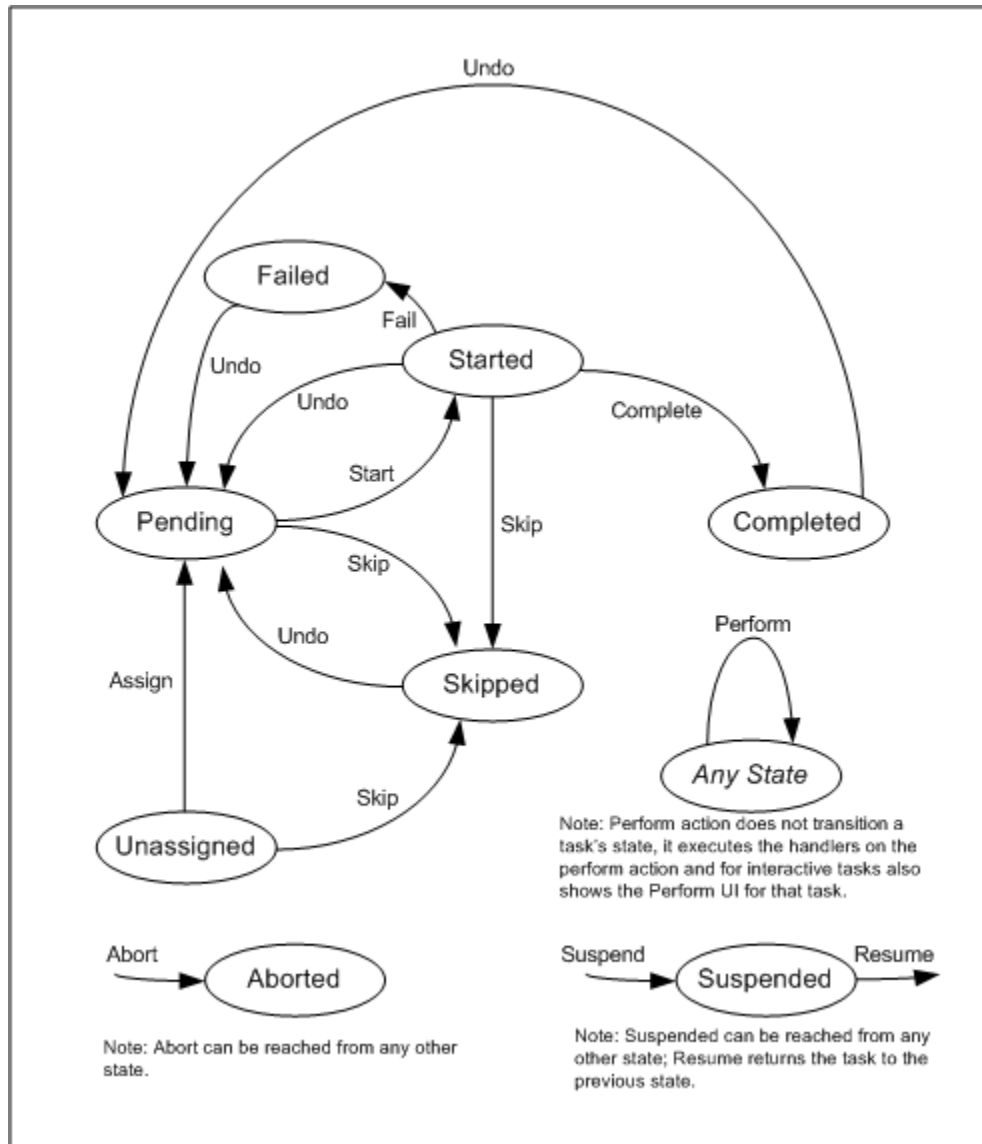 Undo
Failed
Fail
Started
Undo
Undo
Complete
Start
Pending
Completed
Skip
Skip
Undo
Perform
Assign
Skipped
Any State
Skip
Unassigned
Note: Perform action does not transition a
task's state, it executes the handlers on the
perform action and for interactive tasks also
shows the Perform UI for that task.
Abort
Aborted
Note: Abort can be reached from any other
state.
Suspend
Suspended
Resume
Note: Suspended can be reached from any
other state; Resume returns the task to the
previous state.